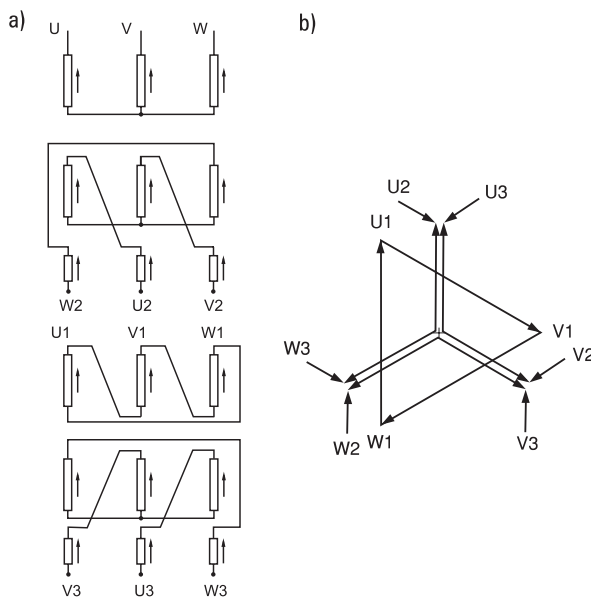 a)
U V W
W2 U2 V2
U1 V1 W1
V3 U3 W3
b)
U2 U3
U1
V1
W3 V2
W2 W1 V3